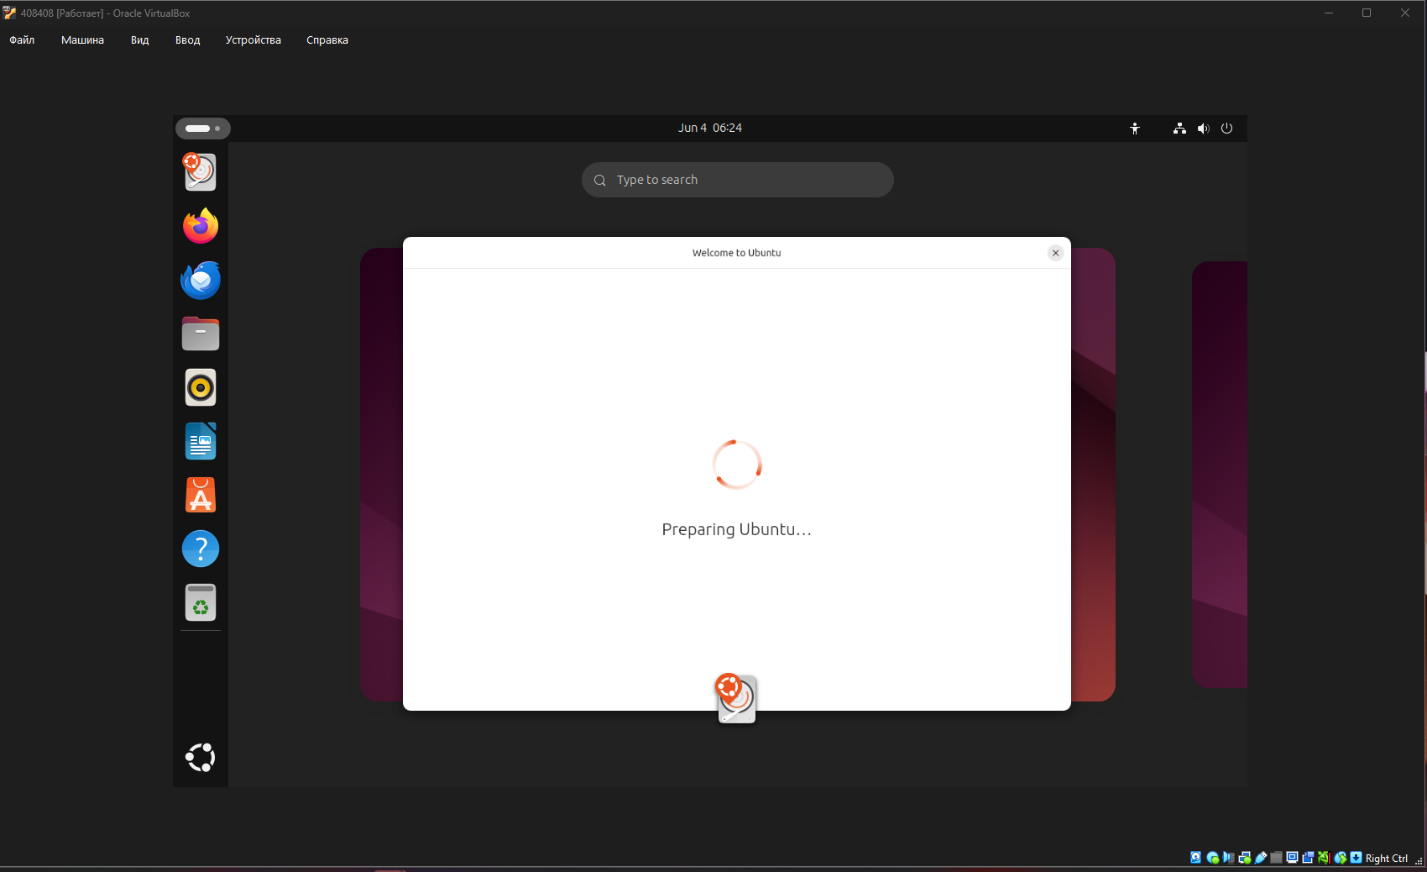 408408 [Работает] - Oracle VirtualBox
Файл Машина Вид Ввод Устройства Справка
Jun 4 06:24
Type to search
Welcome to Ubuntu
Preparing Ubuntu...
Right Ctrl